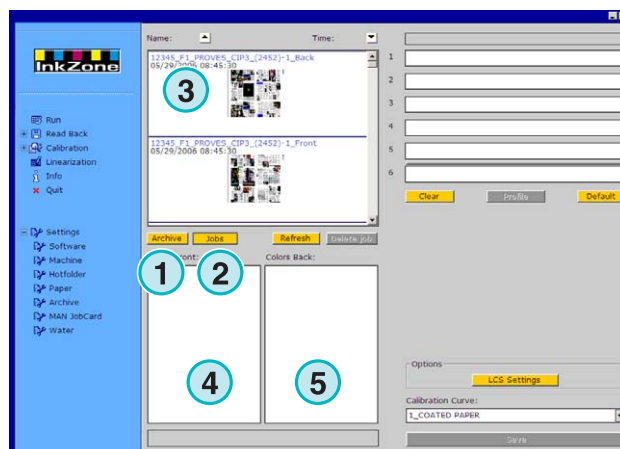 InkZone
Run
Read Back
Calibration
Linearization
Info
Quit
Settings
Software
Machine
Hotfolder
Paper
Archive
MAN JobCard
Water
Name:
Time:
12345_F1_PROVES_CIP3_(2452)-1_Back
05/29/2006 08:45:30
3
12345_F1_PROVES_CIP3_(2452)-1_Front
05/29/2006 08:45:30
Archive
Jobs
Refresh
Delete job
1
2
ront:
Colors Back:
4
5
1
2
3
4
5
6
Clear
Profile
Default
Options
LCS Settings
Calibration Curve:
1_COATED PAPER
Save